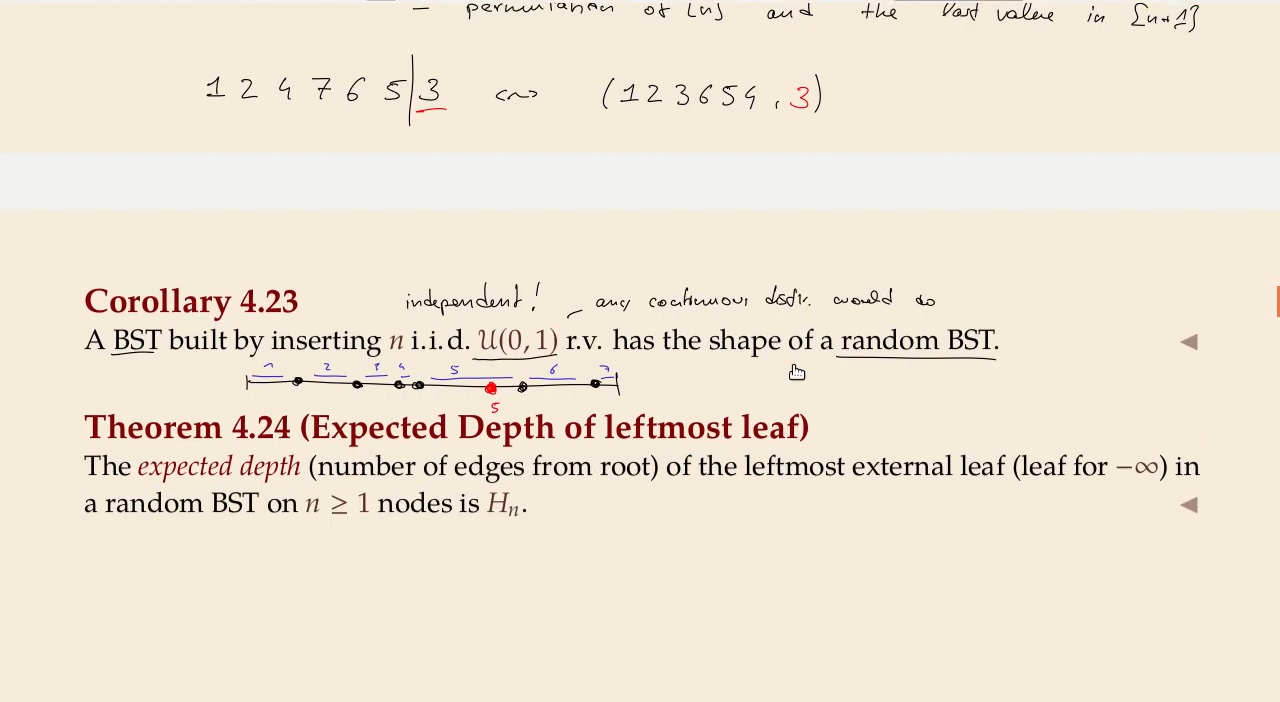 – permutation of [n] and the last value in [n+1]
1 2 4 7 6 5 | 3 ⇔ (1 2 3 6 5 4 , 3)
Corollary 4.23 independent! any continuous distr. would do
A BST built by inserting n i.i.d. U(0, 1) r.v. has the shape of a random BST. ◀
1 2 3 4 5 6 7
5
Theorem 4.24 (Expected Depth of leftmost leaf)
The expected depth (number of edges from root) of the leftmost external leaf (leaf for −∞) in
a random BST on n ≥ 1 nodes is Hₙ. ◀